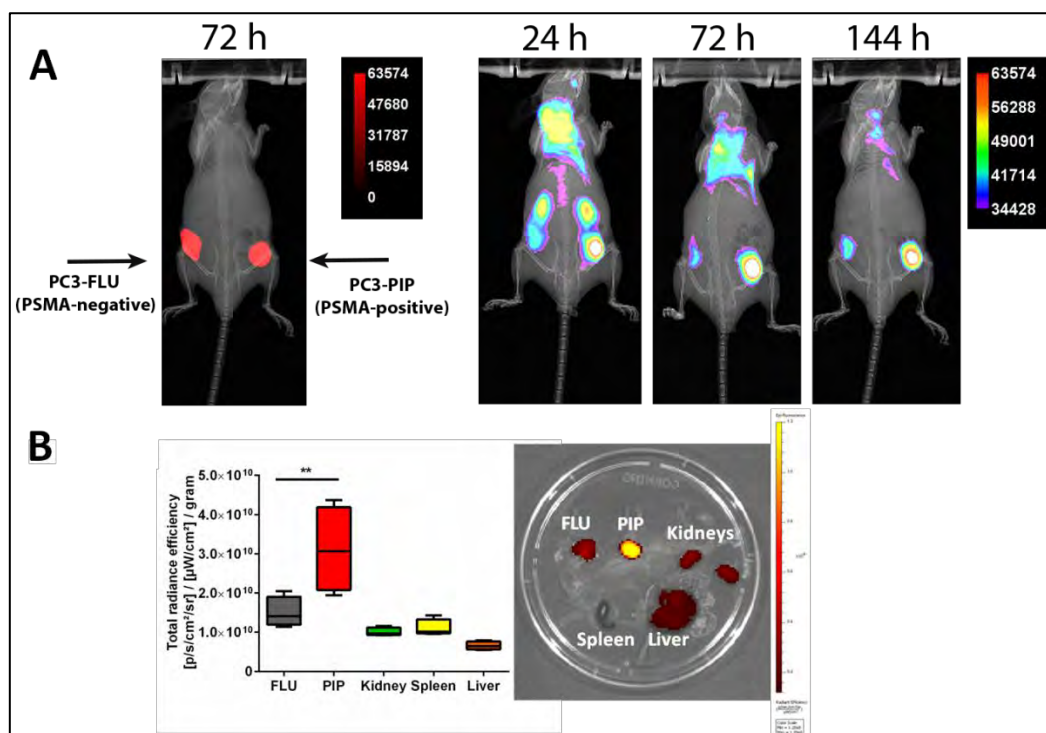 A
72 h
63574
47680
31787
15894
0
24 h
72 h
144 h
63574
56288
49001
41714
34428
PC3-FLU
(PSMA-negative)
PC3-PIP
(PSMA-positive)
B
Total radiance efficiency
[p/s/cm²/sr] / [µW/cm²] / gram
5.0×10¹⁰
4.0×10¹⁰
3.0×10¹⁰
2.0×10¹⁰
1.0×10¹⁰
0
**
FLU
PIP
Kidney
Spleen
Liver
FLU
PIP
Kidneys
Spleen
Liver